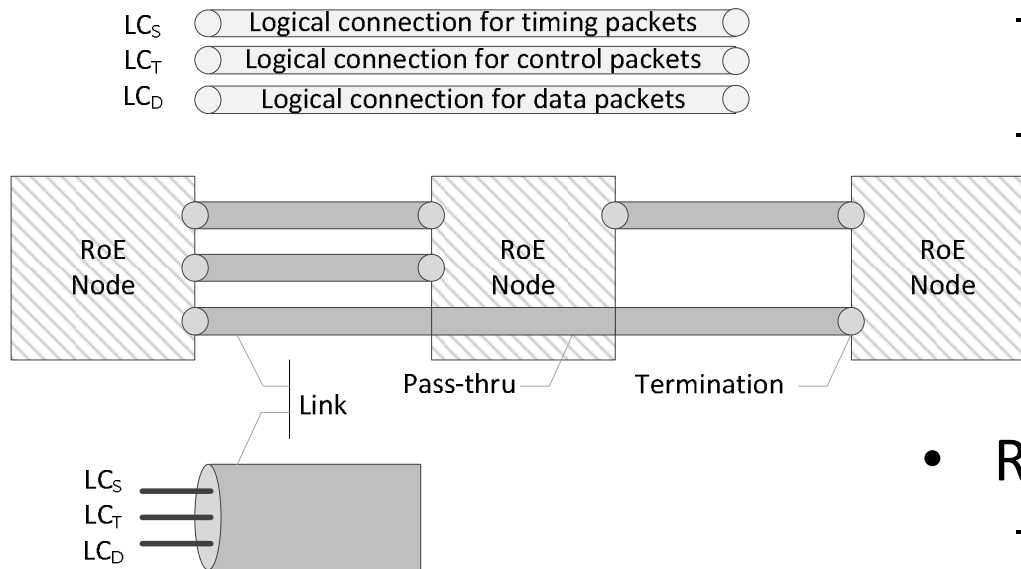 LCS Logical connection for timing packets
LCT Logical connection for control packets
LCD Logical connection for data packets
RoE
Node
RoE
Node
RoE
Node
Pass-thru
Termination
Link
LCS
LCT
LCD
• R